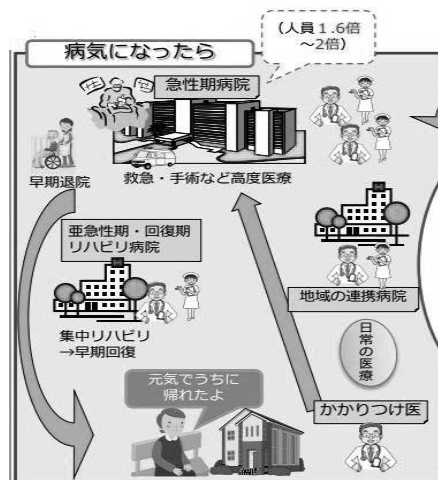 病気になったら
（人員１.６倍
～２倍）
急性期病院
救急・手術など高度医療
早期退院
亜急性期・回復期
リハビリ病院
集中リハビリ
→早期回復
地域の連携病院
日常の医療
かかりつけ医
元気でうちに
帰れたよ